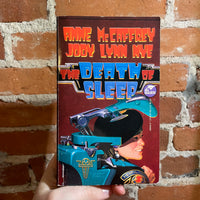 ANNE McCAFFREY
JODY LYNN NYE
THE DEATH OF
SLEEP